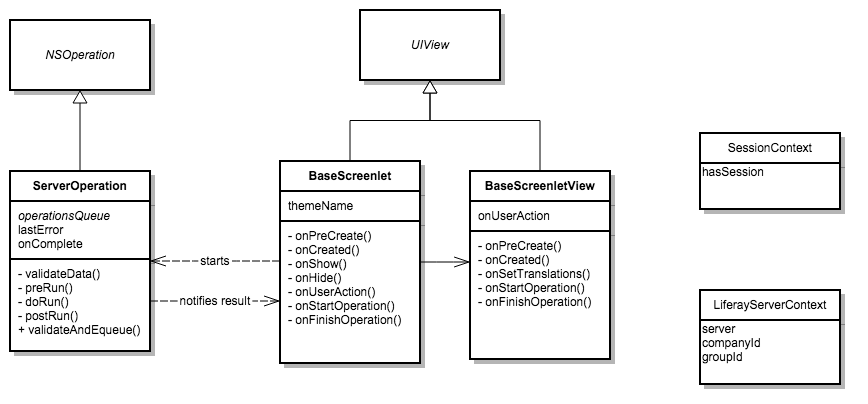 NSOperation
UIView
ServerOperation
operationsQueue
lastError
onComplete
- validateData()
- preRun()
- doRun()
- postRun()
+ validateAndEqueue()
starts
notifies result
BaseScreenlet
themeName
- onPreCreate()
- onCreated()
- onShow()
- onHide()
- onUserAction()
- onStartOperation()
- onFinishOperation()
BaseScreenletView
onUserAction
- onPreCreate()
- onCreated()
- onSetTranslations()
- onStartOperation()
- onFinishOperation()
SessionContext
hasSession
LiferayServerContext
server
companyId
groupId